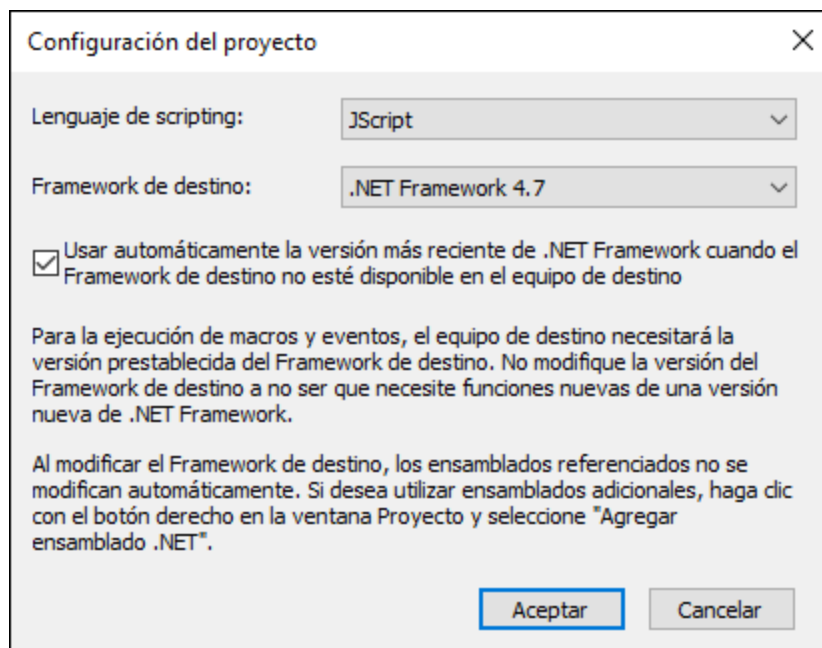 Configuración del proyecto
Lenguaje de scripting:
JScript
Framework de destino:
.NET Framework 4.7
Usar automáticamente la versión más reciente de .NET Framework cuando el
Framework de destino no esté disponible en el equipo de destino
Para la ejecución de macros y eventos, el equipo de destino necesitará la
versión prestablecida del Framework de destino. No modifique la versión del
Framework de destino a no ser que necesite funciones nuevas de una versión
nueva de .NET Framework.
Al modificar el Framework de destino, los ensamblados referenciados no se
modifican automáticamente. Si desea utilizar ensamblados adicionales, haga clic
con el botón derecho en la ventana Proyecto y seleccione "Agregar
ensamblado .NET".
Aceptar
Cancelar